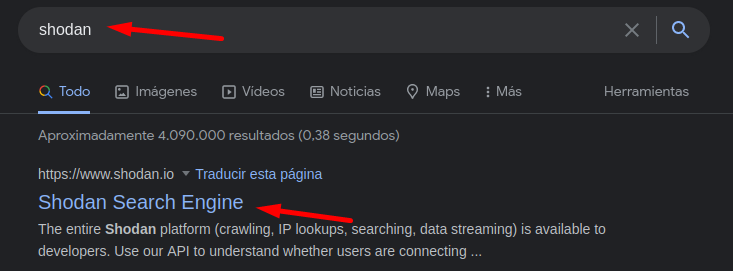 shodan
Todo Imágenes Vídeos Noticias Maps Más Herramientas
Aproximadamente 4.090.000 resultados (0,38 segundos)
https://www.shodan.io Traducir esta página
Shodan Search Engine
The entire Shodan platform (crawling, IP lookups, searching, data streaming) is available to
developers. Use our API to understand whether users are connecting ...